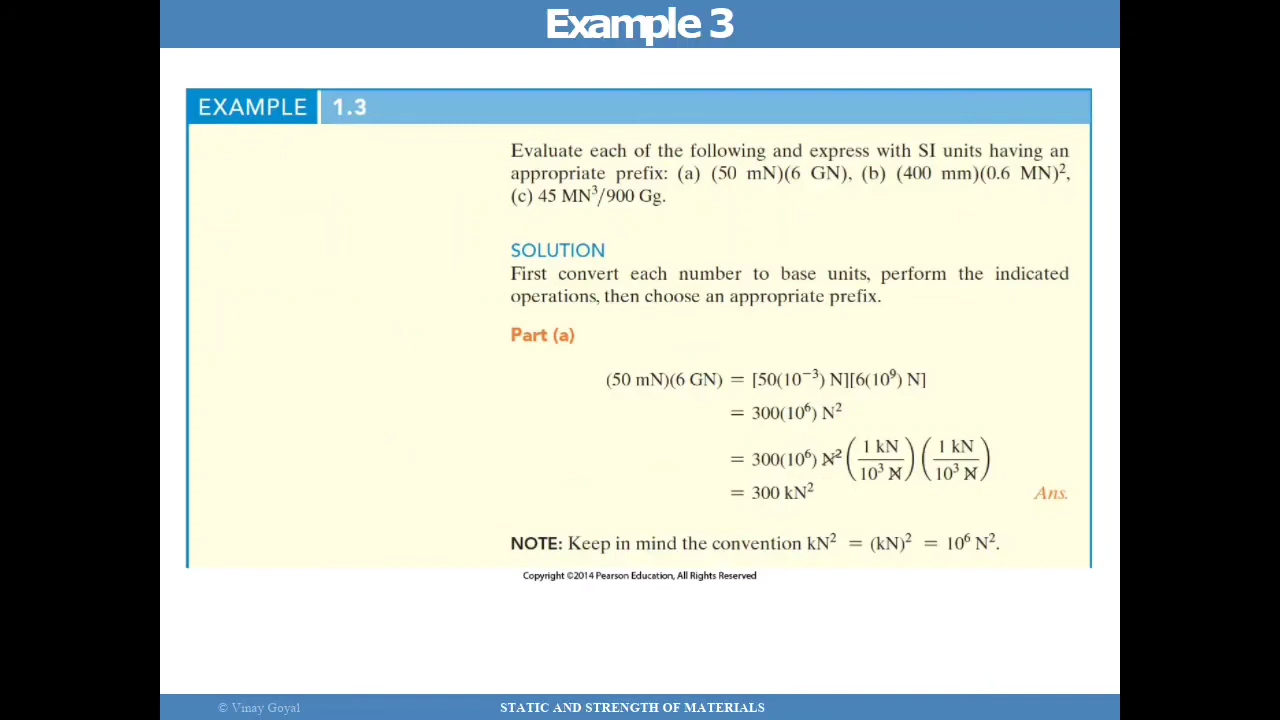 Example 3
EXAMPLE 1.3
Evaluate each of the following and express with SI units having an
appropriate prefix: (a) (50 mN)(6 GN), (b) (400 mm)(0.6 MN)²,
(c) 45 MN³/900 Gg.
SOLUTION
First convert each number to base units, perform the indicated
operations, then choose an appropriate prefix.
Part (a)
(50 mN)(6 GN) = [50(10⁻³) N][6(10⁹) N]
= 300(10⁶) N²
= 300(10⁶) N² (1 kN / 10³ N) (1 kN / 10³ N)
= 300 kN² Ans.
NOTE: Keep in mind the convention kN² = (kN)² = 10⁶ N².
Copyright ©2014 Pearson Education, All Rights Reserved
© Vinay Goyal STATIC AND STRENGTH OF MATERIALS